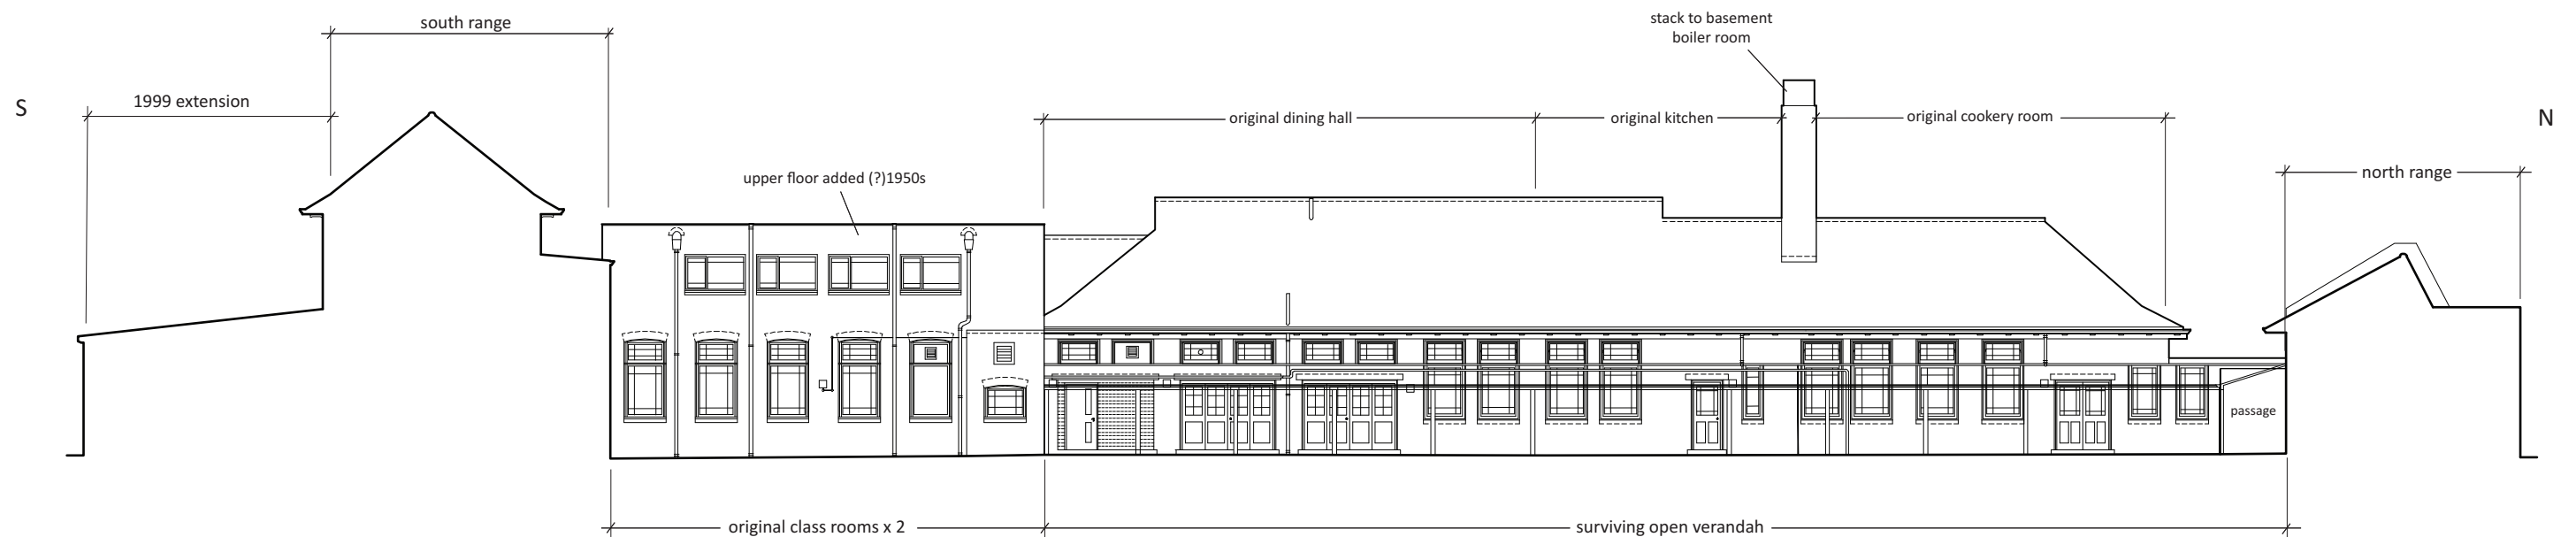 south range
stack to basement
boiler room
S
1999 extension
original dining hall
original kitchen
original cookery room
N
upper floor added (?)1950s
north range
passage
original class rooms x 2
surviving open verandah